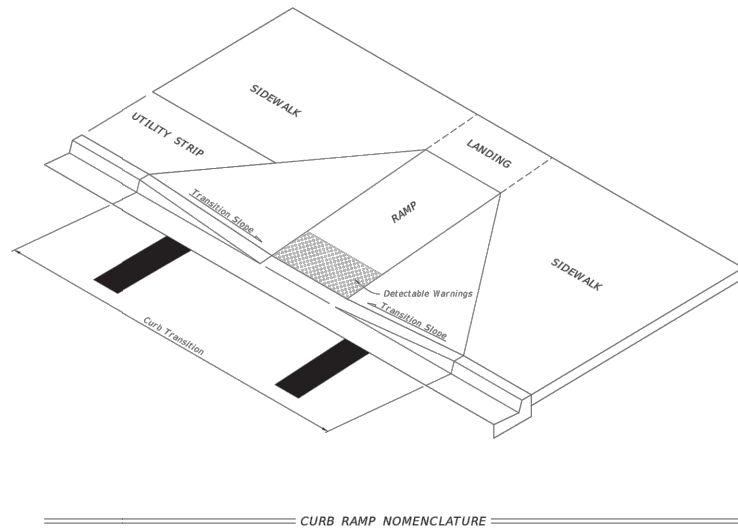 SIDEWALK
UTILITY STRIP
LANDING
Transition Slope
RAMP
SIDEWALK
Detectable Warnings
Transition Slope
Curb Transition
CURB RAMP NOMENCLATURE